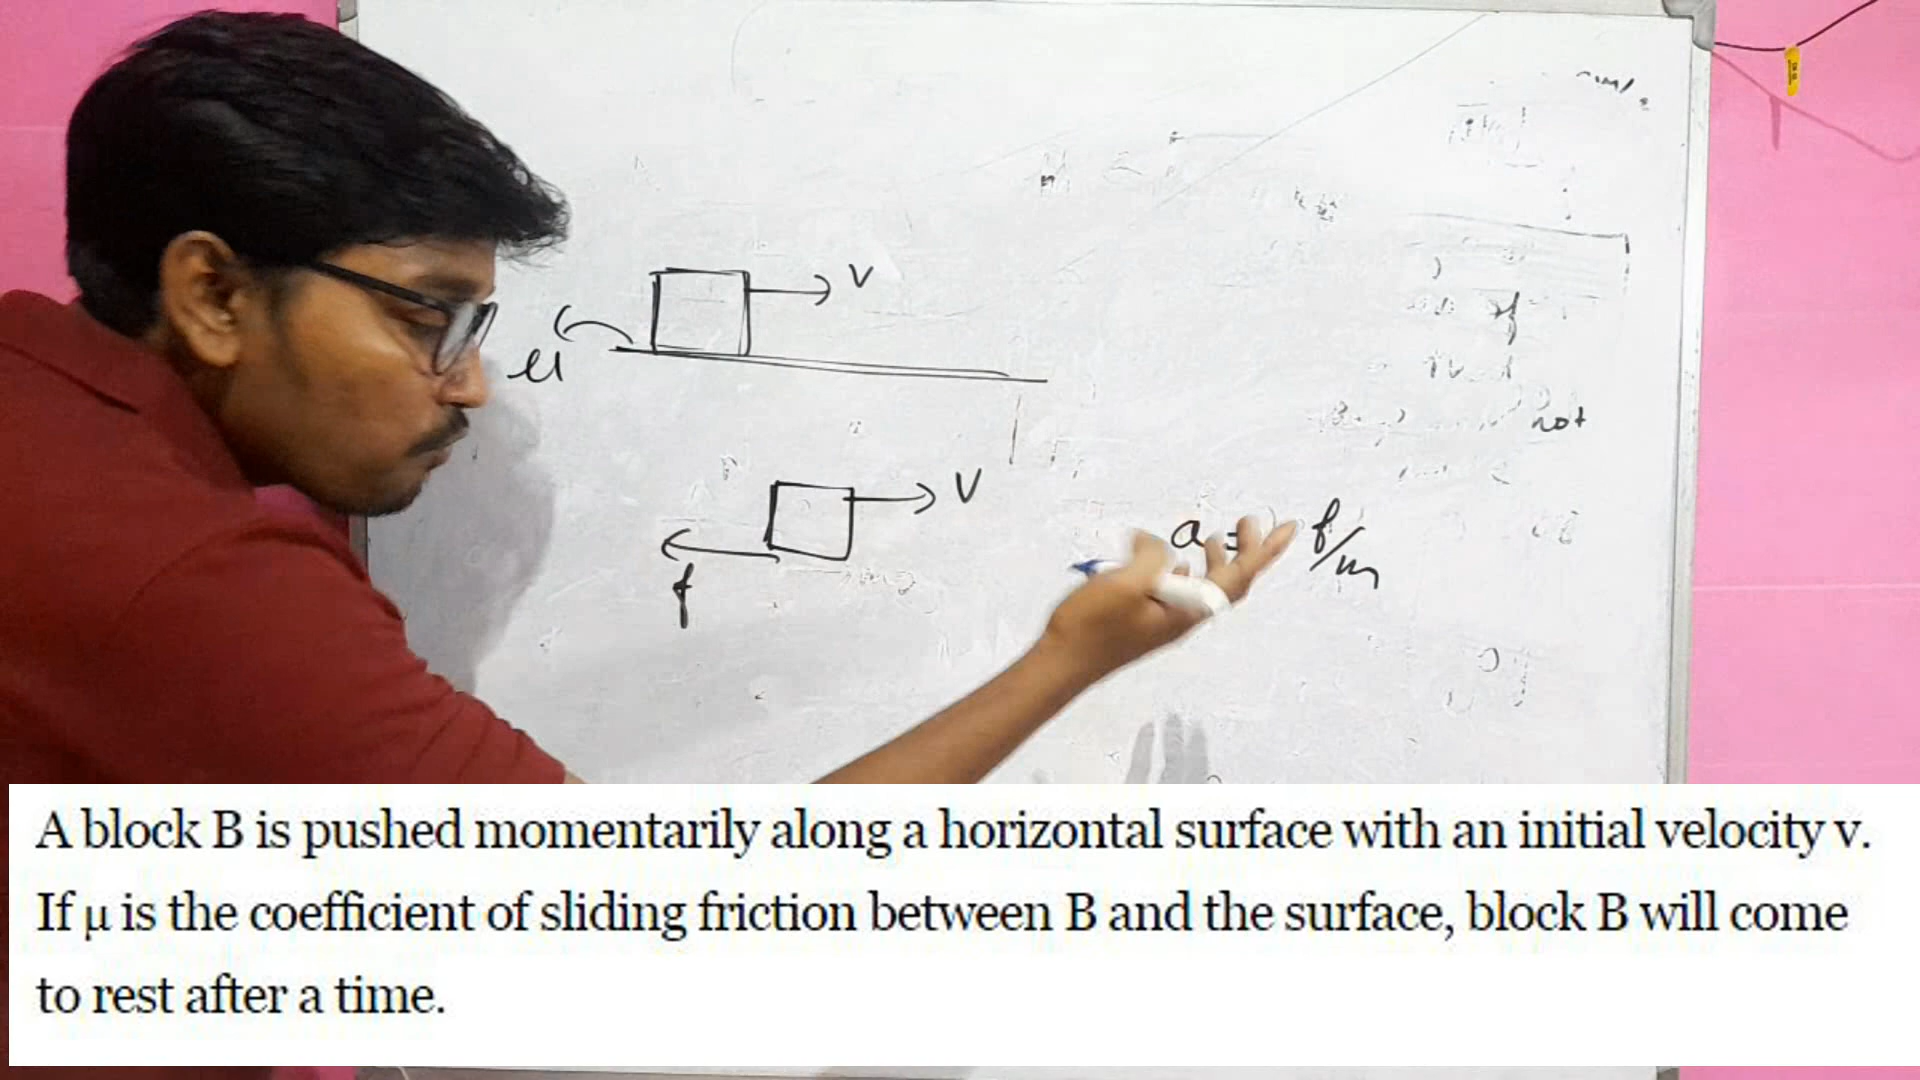 V
μ
V
f
a = f/m
not
A block B is pushed momentarily along a horizontal surface with an initial velocity v.
If μ is the coefficient of sliding friction between B and the surface, block B will come
to rest after a time.